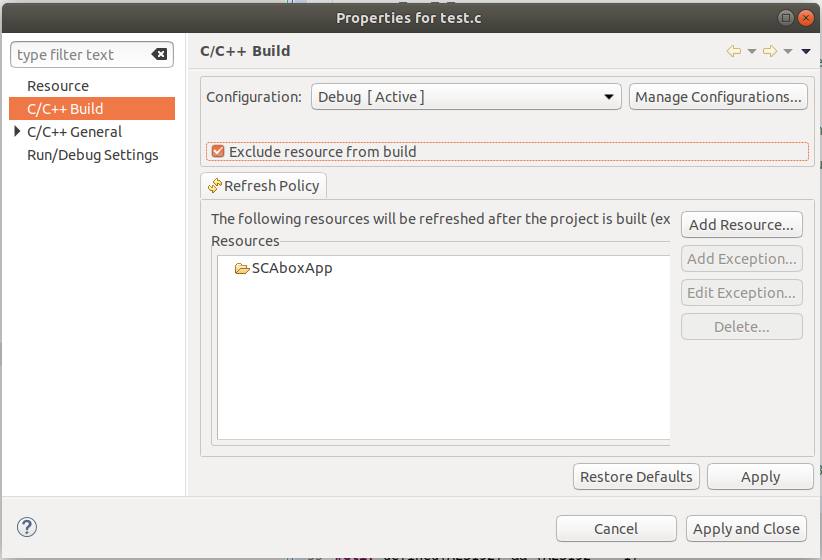 Properties for test.c
type filter text
Resource
C/C++ Build
C/C++ General
Run/Debug Settings
C/C++ Build
Configuration:
Debug [ Active ]
Manage Configurations...
Exclude resource from build
Refresh Policy
The following resources will be refreshed after the project is built (ex
Resources
SCAboxApp
Add Resource...
Add Exception...
Edit Exception...
Delete...
Restore Defaults
Apply
?
Cancel
Apply and Close